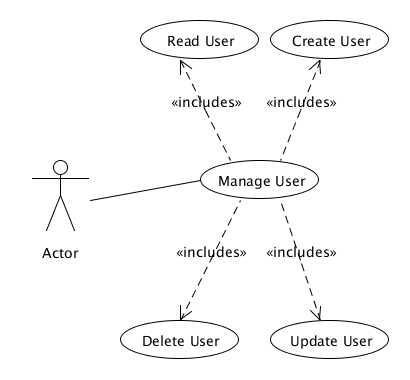 Read User
Create User
«includes»
«includes»
Manage User
Actor
«includes»
«includes»
Delete User
Update User